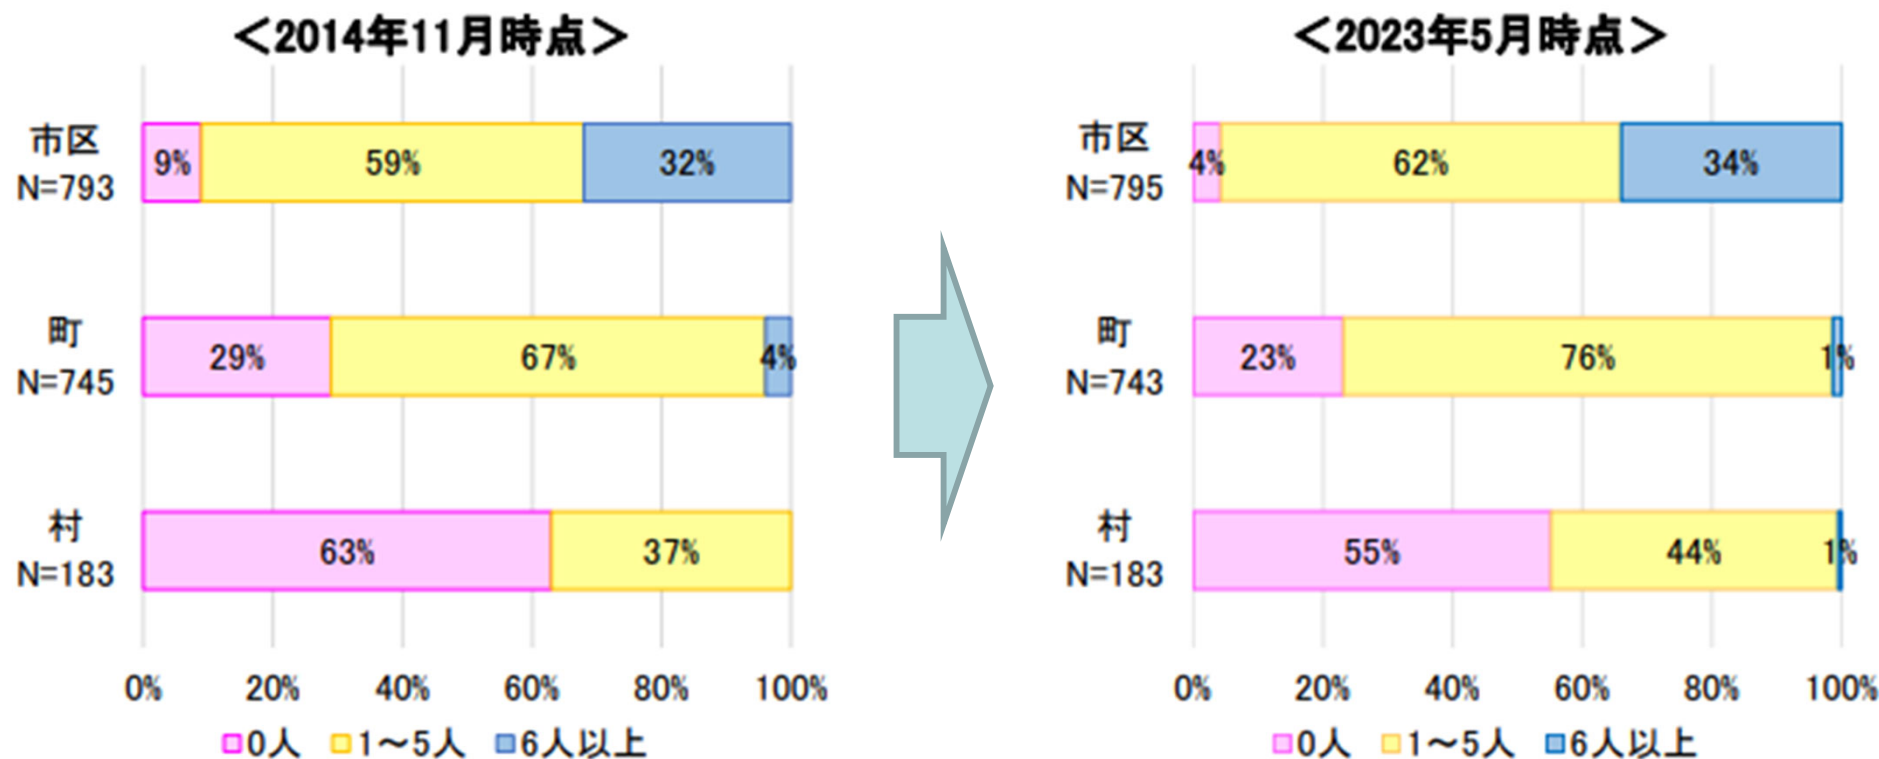 ＜2014年11月時点＞
市区
N=793
9% 59% 32%
町
N=745
29% 67% 4%
村
N=183
63% 37%
0% 20% 40% 60% 80% 100%
0人 1～5人 6人以上
＜2023年5月時点＞
市区
N=795
4% 62% 34%
町
N=743
23% 76% 1%
村
N=183
55% 44% 1%
0% 20% 40% 60% 80% 100%
0人 1～5人 6人以上